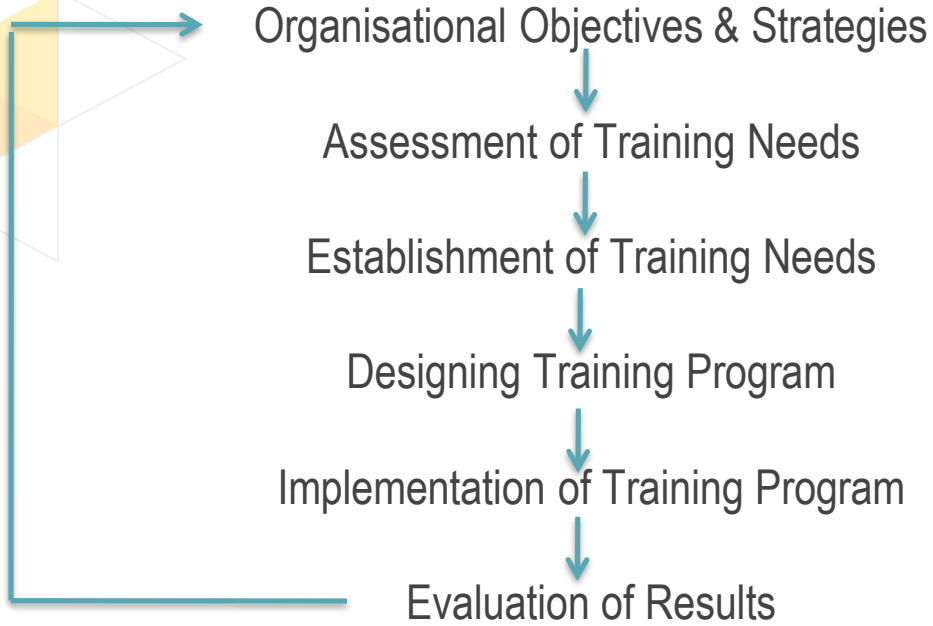 Organisational Objectives & Strategies
Assessment of Training Needs
Establishment of Training Needs
Designing Training Program
Implementation of Training Program
Evaluation of Results